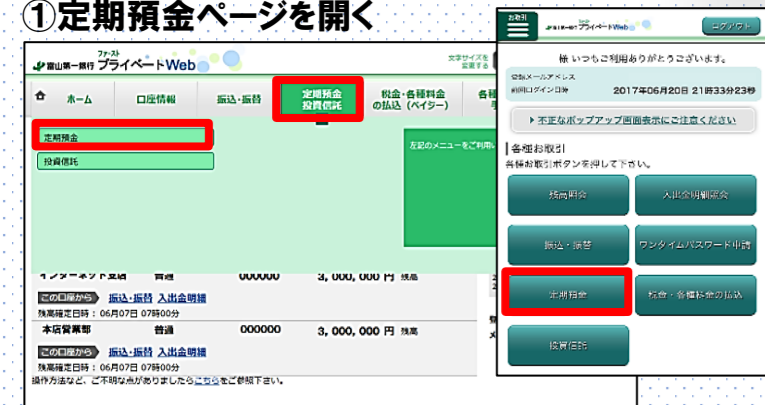 ①定期預金ページを開く
富山第一銀行 ファースト プライベートWeb
文字サイズを
変更する
ホーム
口座情報
振込・振替
定期預金
投資信託
税金・各種料金
の払込（ペイジー）
定期預金
投資信託
左記のメニューをご利用い
インターネット支店 普通 000000 3,000,000 円 残高
この口座から 振込・振替 入出金明細
残高確定日時：06月07日 07時00分
本店営業部 普通 000000 3,000,000 円 残高
この口座から 振込・振替 入出金明細
残高確定日時：06月07日 07時00分
操作方法など、ご不明な点がありましたらこちらをご参照下さい。
お取引
富山第一銀行 プライベートWeb
ログアウト
様 いつもご利用
ありがとうございます。
登録メールアドレス
前回ログイン日時 2017年06月20日 21時33分23秒
不正なポップアップ画面表示にご注意ください
各種お取引
各種お取引ボタンを押して下さい。
残高照会
入出金明細照会
振込・振替
ワンタイムパスワード申請
定期預金
税金・各種料金の払込
投資信託